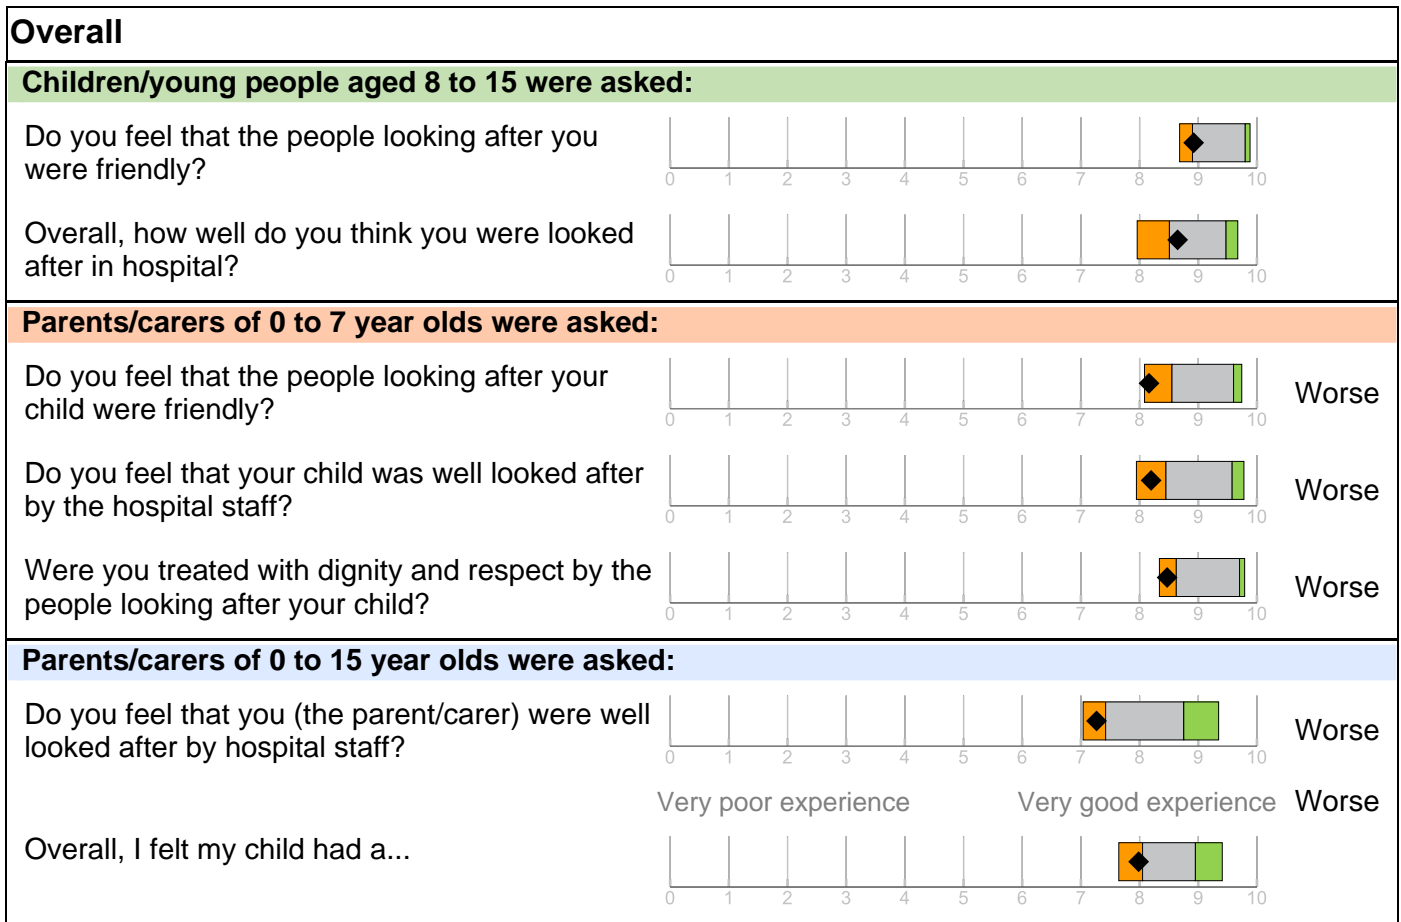 Overall
Children/young people aged 8 to 15 were asked:
Do you feel that the people looking after you
were friendly?
0 1 2 3 4 5 6 7 8 9 10
Overall, how well do you think you were looked
after in hospital?
0 1 2 3 4 5 6 7 8 9 10
Parents/carers of 0 to 7 year olds were asked:
Do you feel that the people looking after your
child were friendly?
Worse
0 1 2 3 4 5 6 7 8 9 10
Do you feel that your child was well looked after
by the hospital staff?
Worse
0 1 2 3 4 5 6 7 8 9 10
Were you treated with dignity and respect by the
people looking after your child?
Worse
0 1 2 3 4 5 6 7 8 9 10
Parents/carers of 0 to 15 year olds were asked:
Do you feel that you (the parent/carer) were well
looked after by hospital staff?
Worse
0 1 2 3 4 5 6 7 8 9 10
Very poor experience Very good experience Worse
Overall, I felt my child had a...
0 1 2 3 4 5 6 7 8 9 10